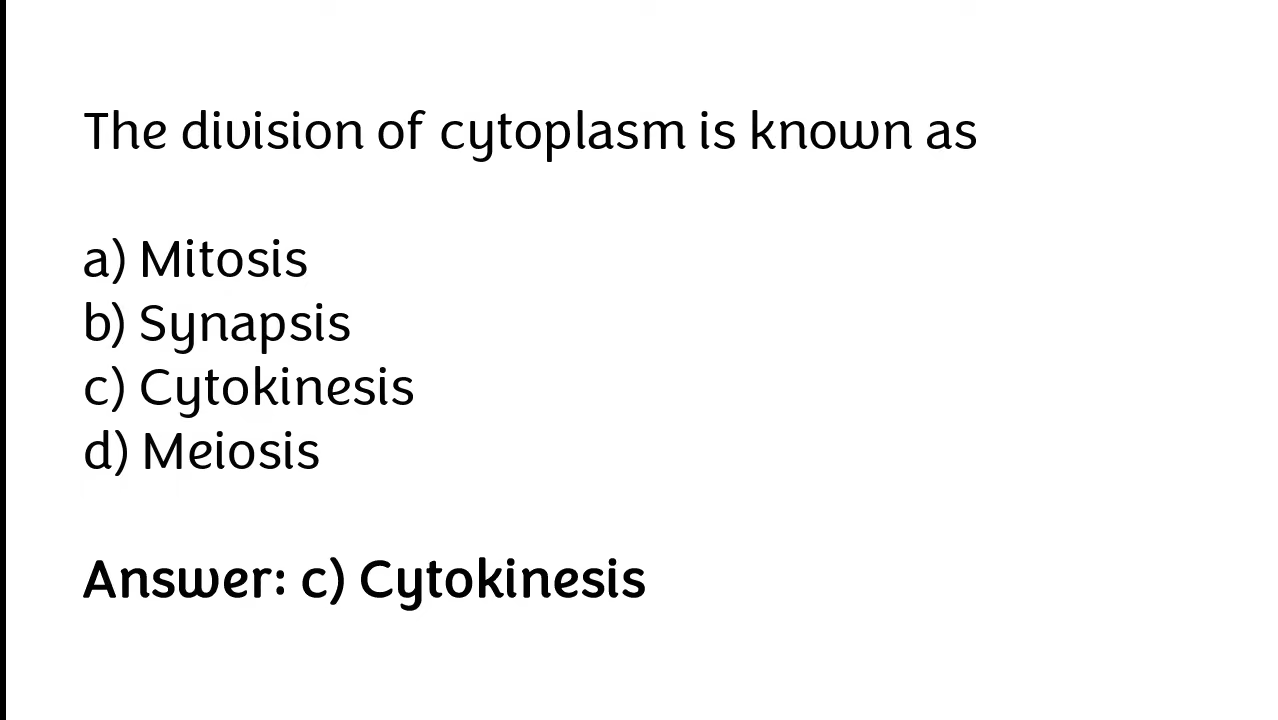 The division of cytoplasm is known as
a) Mitosis
b) Synapsis
c) Cytokinesis
d) Meiosis
Answer: c) Cytokinesis